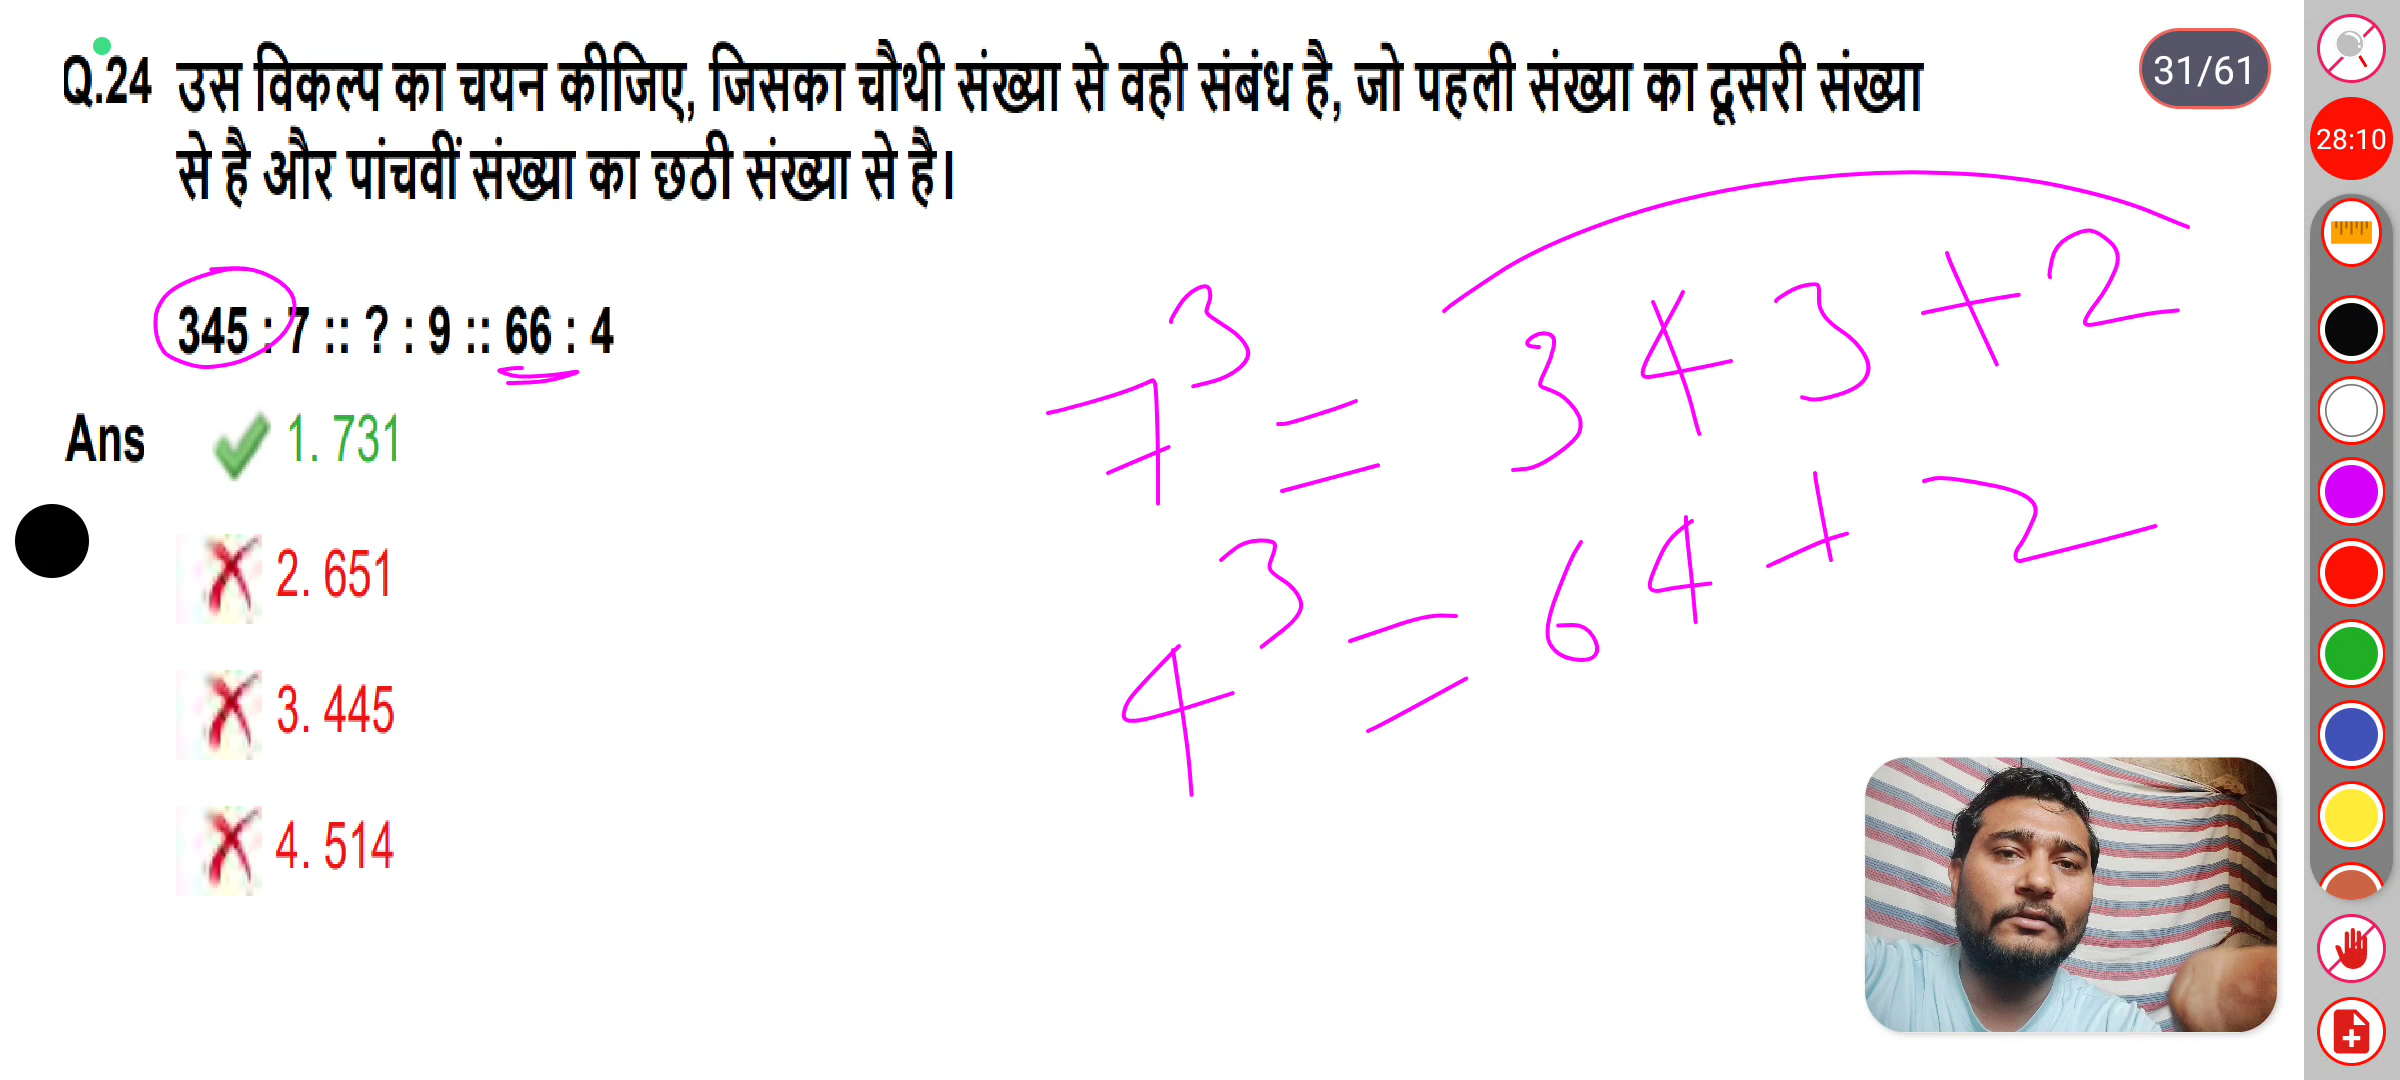 Q.24 उस विकल्प का चयन कीजिए, जिसका चौथी संख्या से वही संबंध है, जो पहली संख्या का दूसरी संख्या
से है और पांचवीं संख्या का छठी संख्या से है।
31/61
28:10
345 : 7 :: ? : 9 :: 66 : 4
7³ = 343 + 2
Ans 1. 731
4³ = 64 + 2
2. 651
3. 445
4. 514